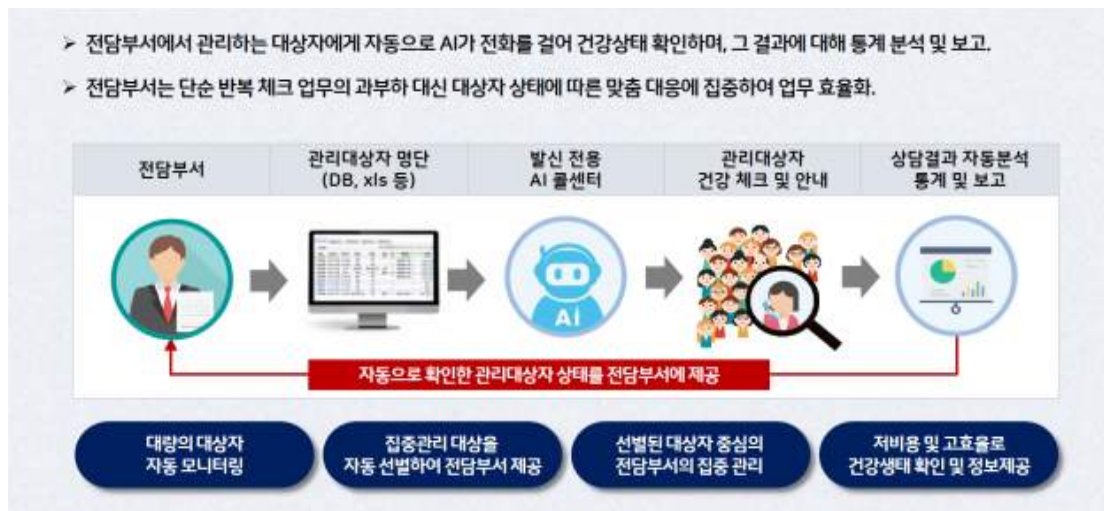 ➤ 전담부서에서 관리하는 대상자에게 자동으로 AI가 전화를 걸어 건강상태 확인하며, 그 결과에 대해 통계 분석 및 보고.
➤ 전담부서는 단순 반복 체크 업무의 과부하 대신 대상자 상태에 따른 맞춤 대응에 집중하여 업무 효율화.
전담부서
관리대상자 명단
(DB, xls 등)
발신 전용
AI 콜센터
관리대상자
건강 체크 및 안내
상담결과 자동분석
통계 및 보고
AI
자동으로 확인한 관리대상자 상태를 전담부서에 제공
대량의 대상자
자동 모니터링
집중관리 대상을
자동 선별하여 전담부서 제공
선별된 대상자 중심의
전담부서의 집중 관리
저비용 및 고효율로
건강생태 확인 및 정보제공